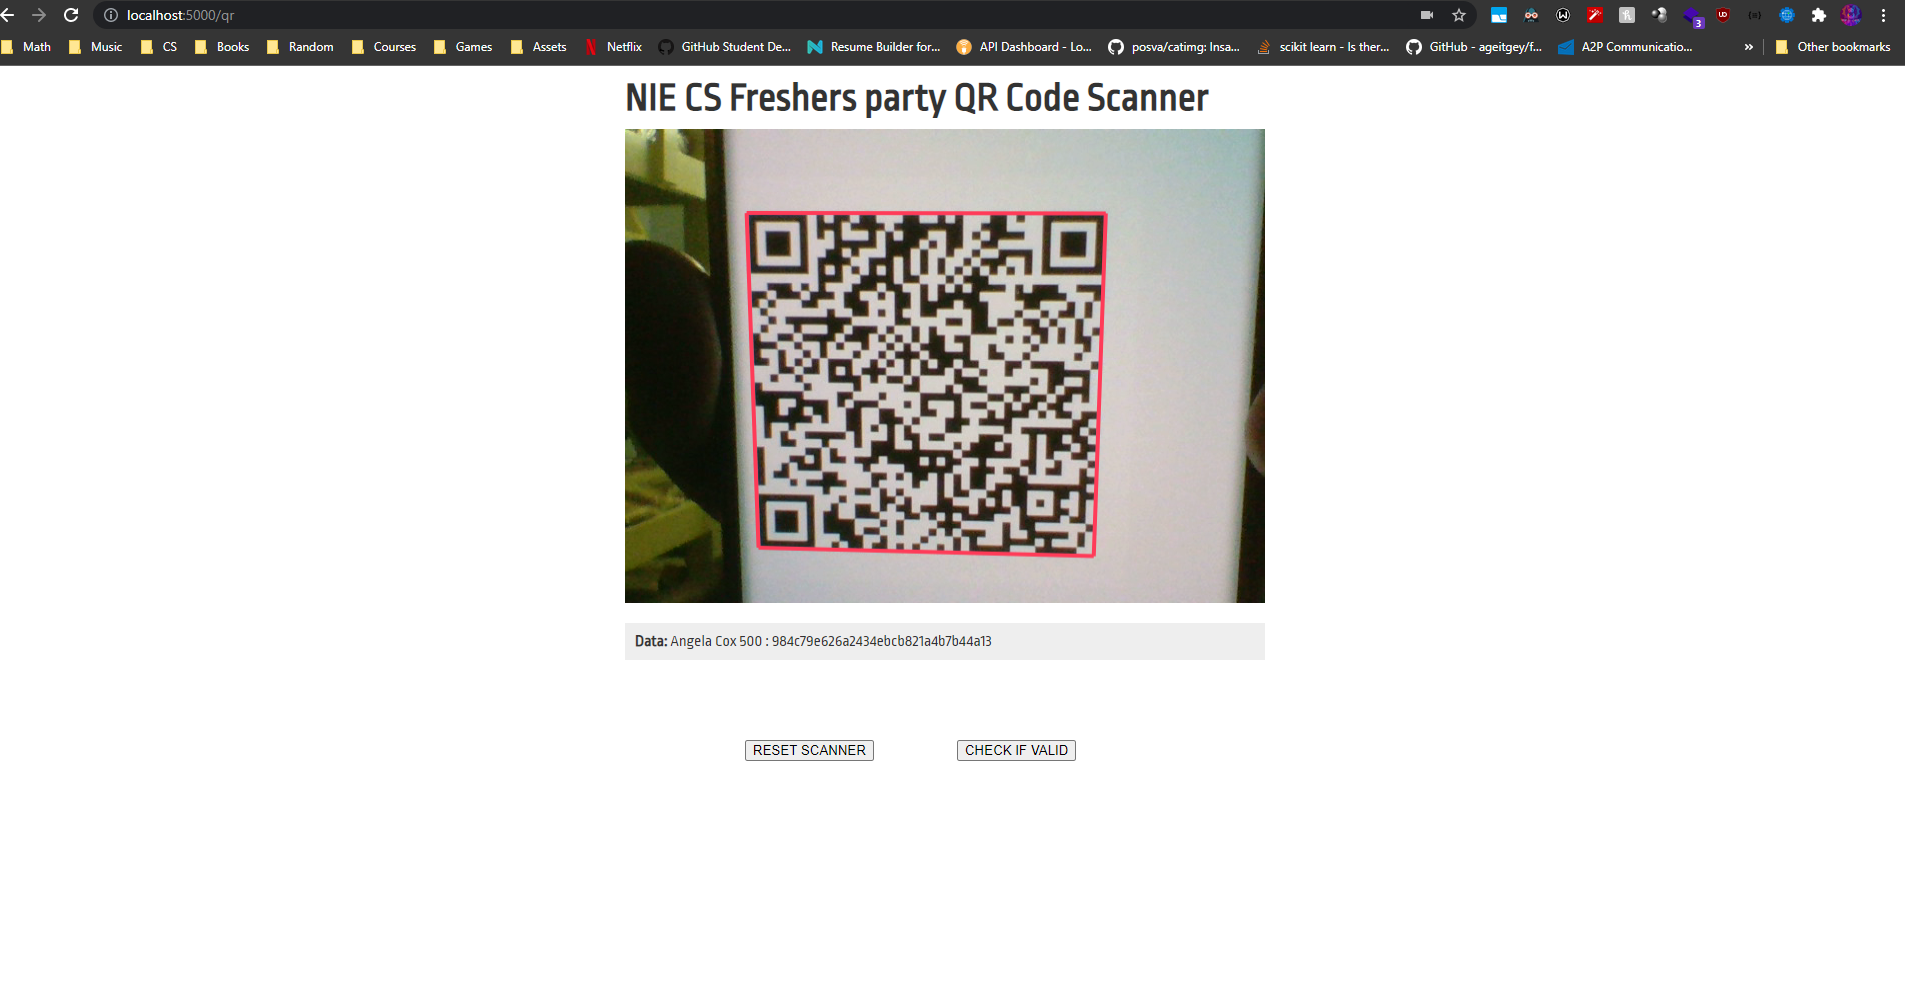 localhost:5000/qr
3
Math Music CS Books Random Courses Games Assets Netflix GitHub Student De... Resume Builder for... API Dashboard - Lo... posva/catimg: Insa... scikit learn - Is ther... GitHub - ageitgey/f... A2P Communicatio... » Other bookmarks
NIE CS Freshers party QR Code Scanner
Data: Angela Cox 500 : 984c79e626a2434ebcb821a4b7b44a13
RESET SCANNER CHECK IF VALID